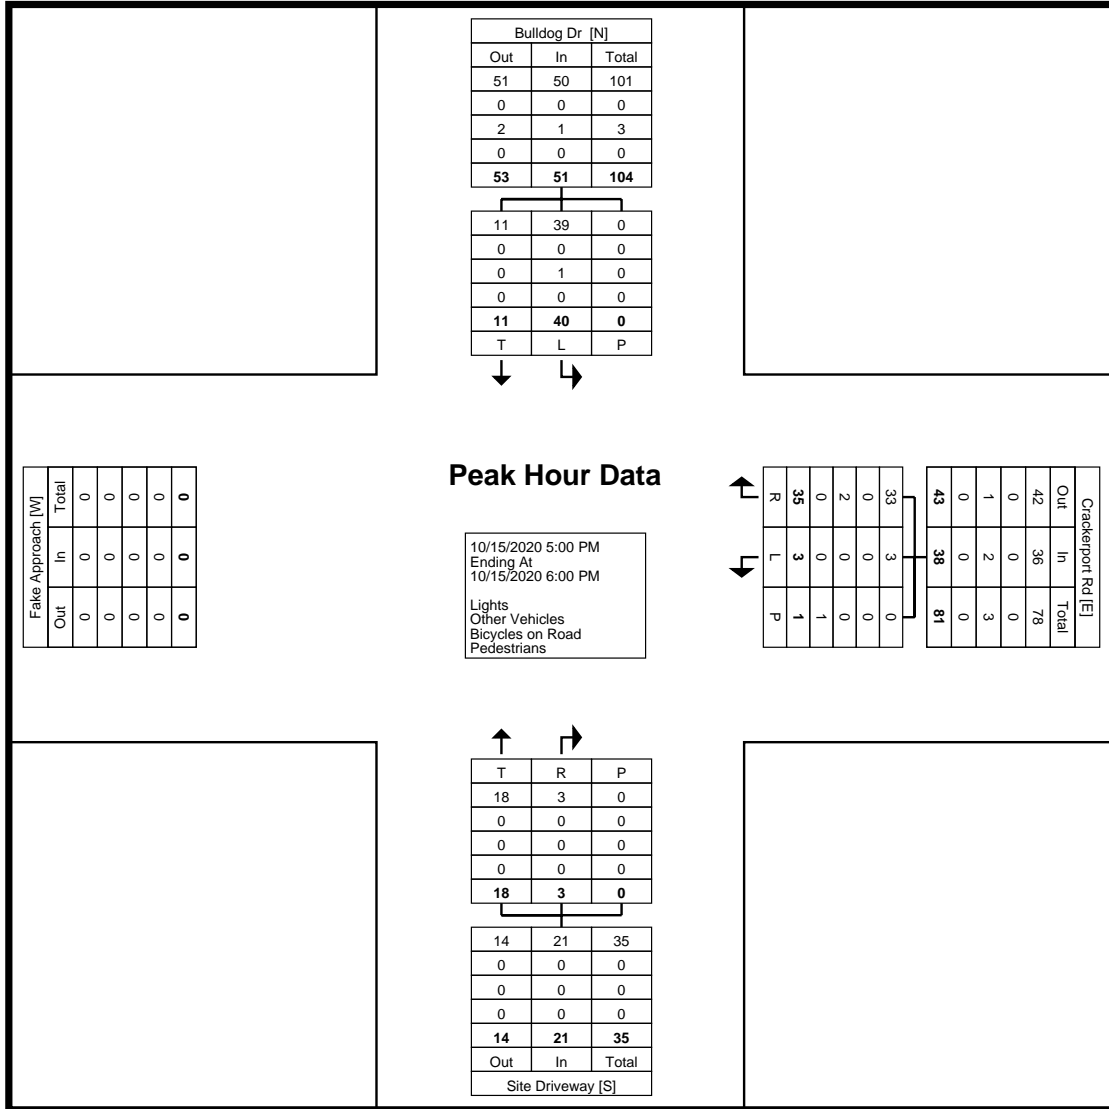 Bulldog Dr [N]
Out In Total
51 50 101
0 0 0
2 1 3
0 0 0
53 51 104
11 39 0
0 0 0
0 1 0
0 0 0
11 40 0
T L P
Fake Approach [W]
Total In Out
0 0 0
0 0 0
0 0 0
0 0 0
0 0 0
Peak Hour Data
10/15/2020 5:00 PM
Ending At
10/15/2020 6:00 PM
Lights
Other Vehicles
Bicycles on Road
Pedestrians
Crackerport Rd [E]
Out In Total
42 36 78
0 0 0
1 2 3
0 0 0
43 38 81
33 3 0
0 0 0
2 0 0
0 0 1
35 3 1
R L P
T R P
18 3 0
0 0 0
0 0 0
0 0 0
18 3 0
14 21 35
0 0 0
0 0 0
0 0 0
14 21 35
Out In Total
Site Driveway [S]